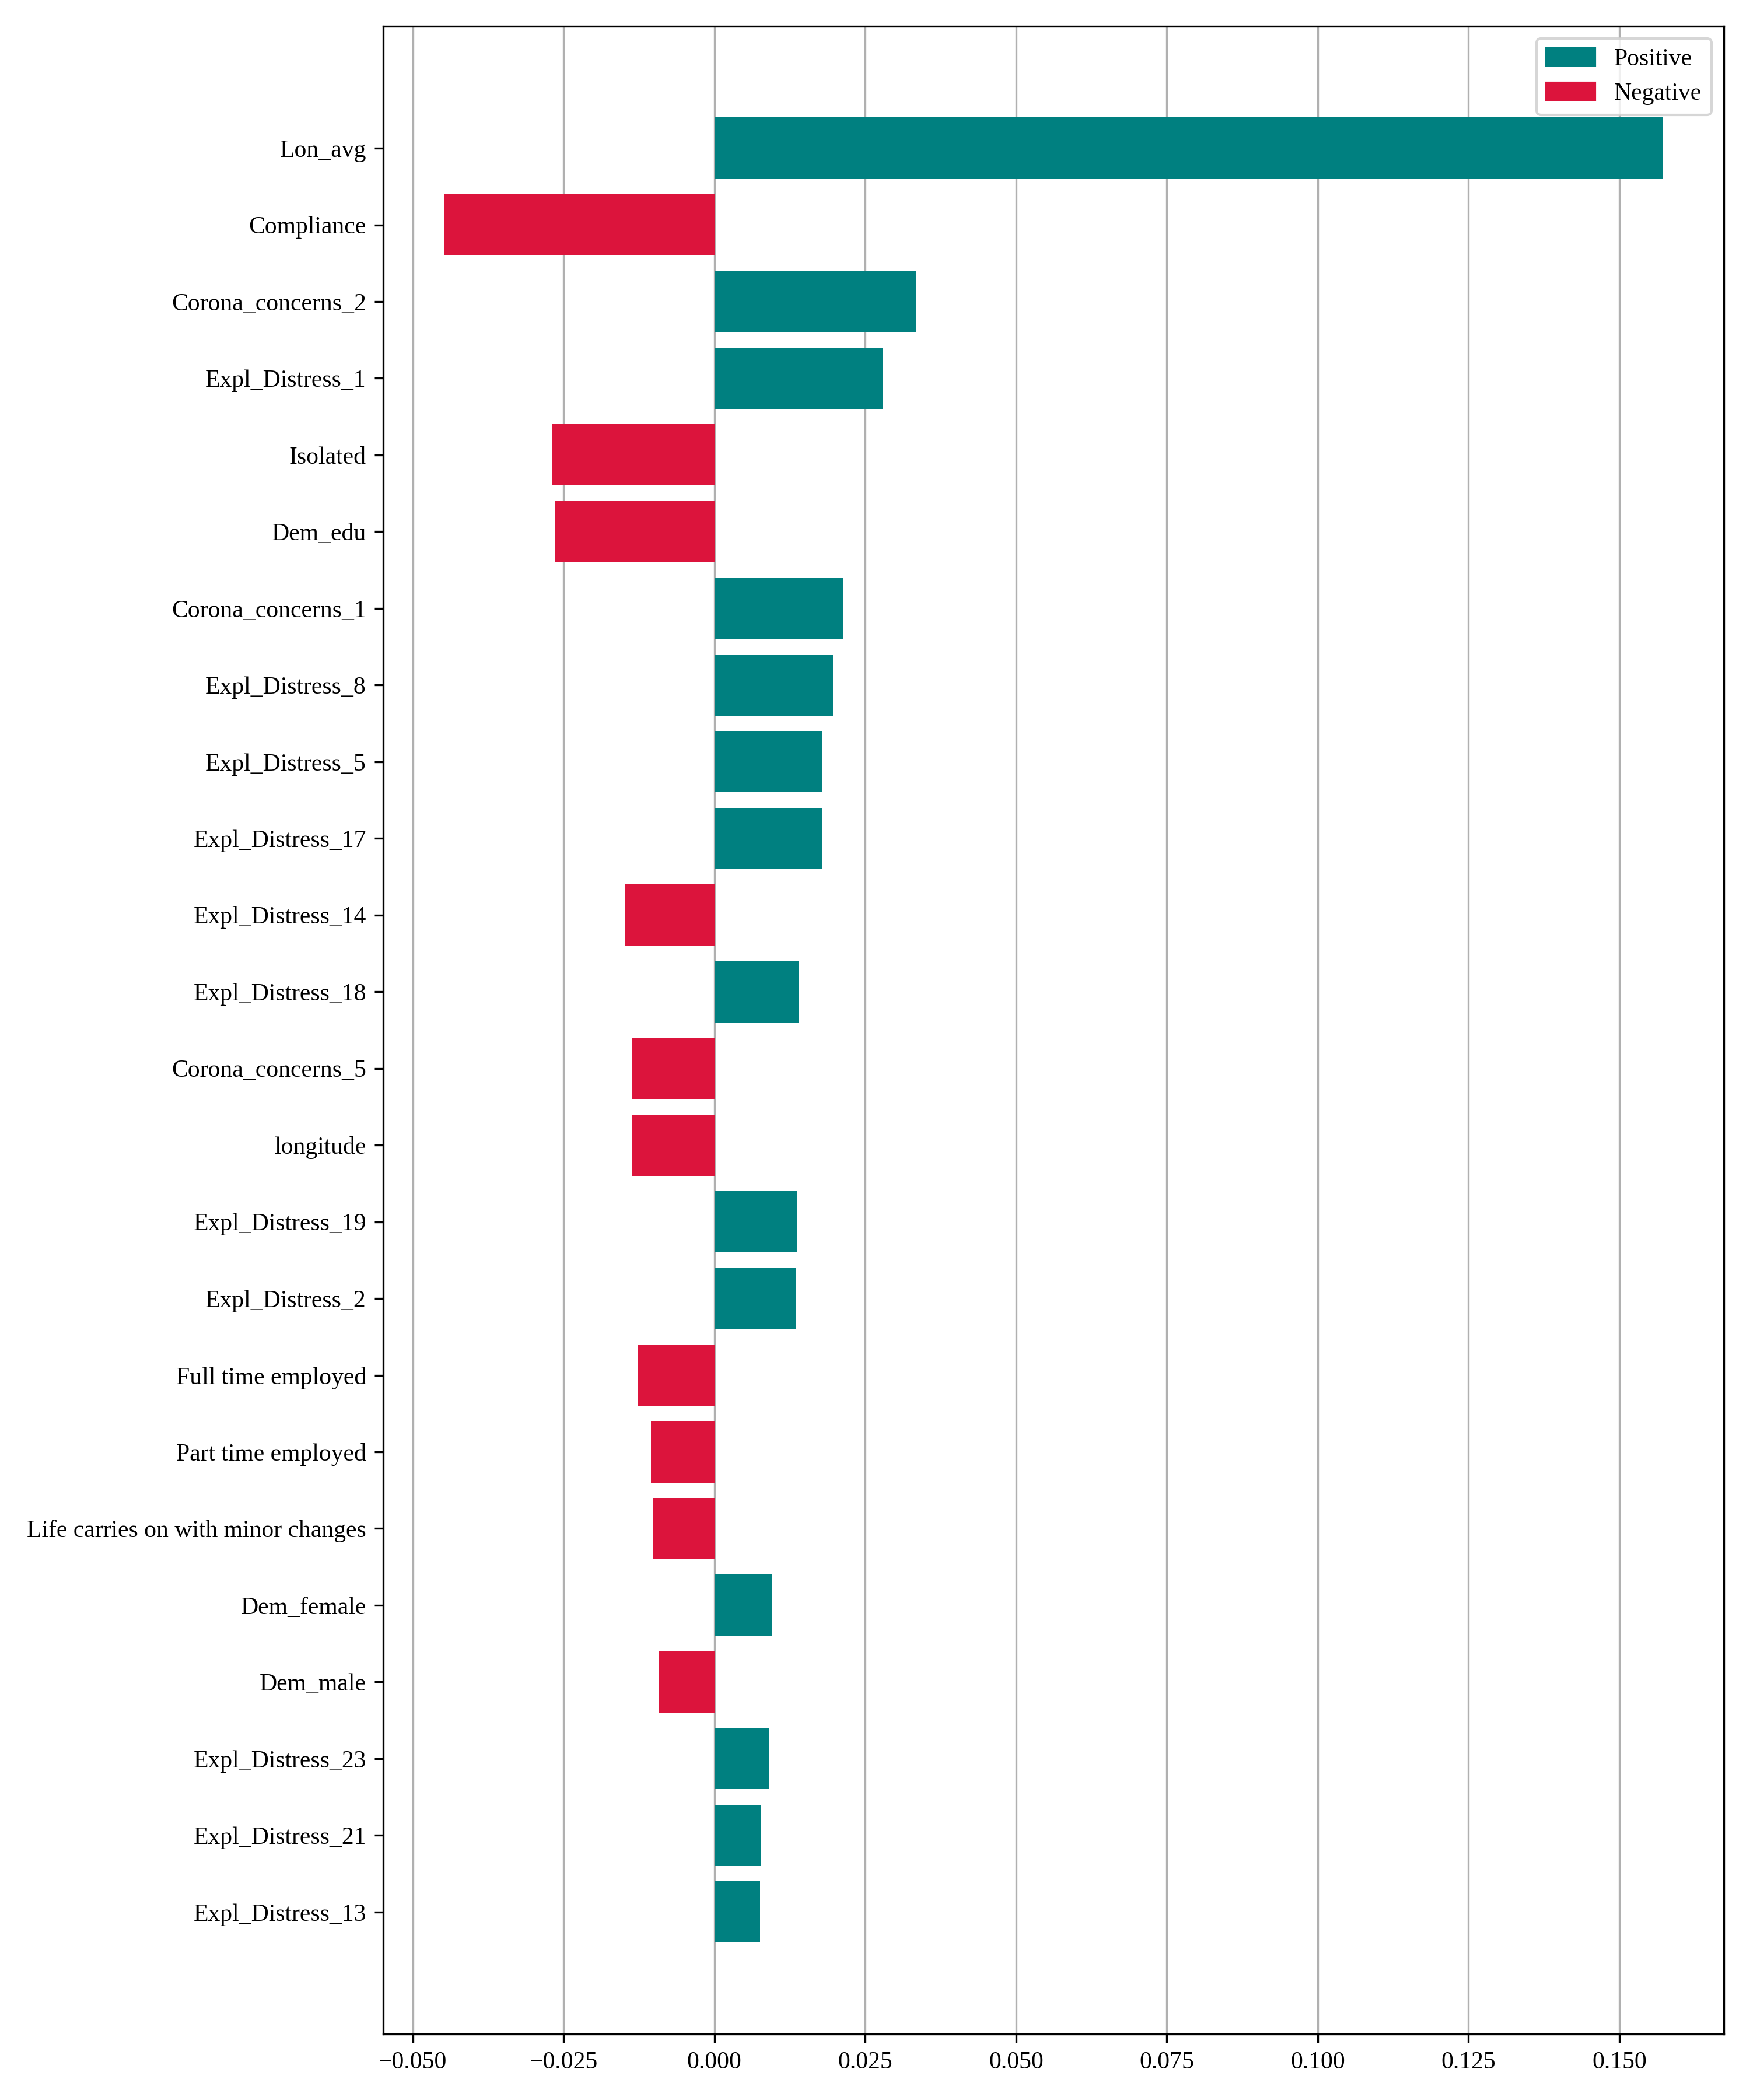 Positive
Negative
Lon_avg
Compliance
Corona_concerns_2
Expl_Distress_1
Isolated
Dem_edu
Corona_concerns_1
Expl_Distress_8
Expl_Distress_5
Expl_Distress_17
Expl_Distress_14
Expl_Distress_18
Corona_concerns_5
longitude
Expl_Distress_19
Expl_Distress_2
Full time employed
Part time employed
Life carries on with minor changes
Dem_female
Dem_male
Expl_Distress_23
Expl_Distress_21
Expl_Distress_13
−0.050 −0.025 0.000 0.025 0.050 0.075 0.100 0.125 0.150